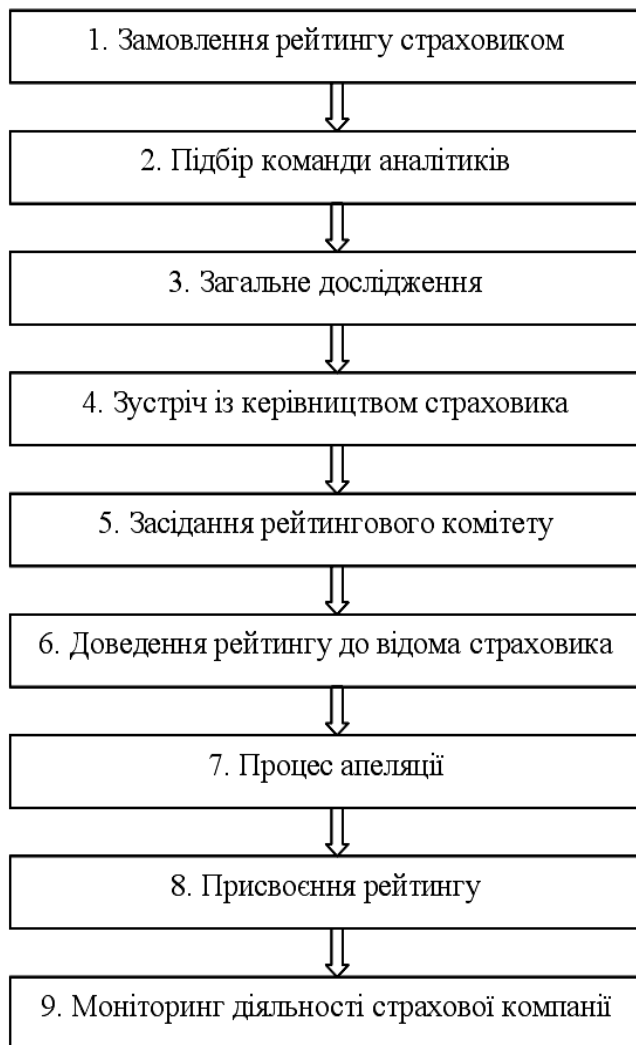 1. Замовлення рейтингу страховиком
2. Підбір команди аналітиків
3. Загальне дослідження
4. Зустріч із керівництвом страховика
5. Засідання рейтингового комітету
6. Доведення рейтингу до відома страховика
7. Процес апеляції
8. Присвоєння рейтингу
9. Моніторинг діяльності страхової компанії